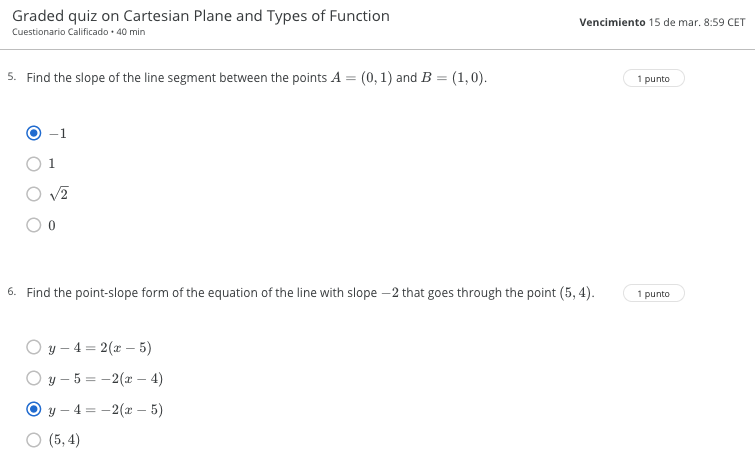 Graded quiz on Cartesian Plane and Types of Function
Cuestionario Calificado • 40 min
Vencimiento 15 de mar. 8:59 CET
5. Find the slope of the line segment between the points A = (0, 1) and B = (1, 0).
1 punto
−1
1
√2
0
6. Find the point-slope form of the equation of the line with slope −2 that goes through the point (5, 4).
1 punto
y − 4 = 2(x − 5)
y − 5 = −2(x − 4)
y − 4 = −2(x − 5)
(5, 4)